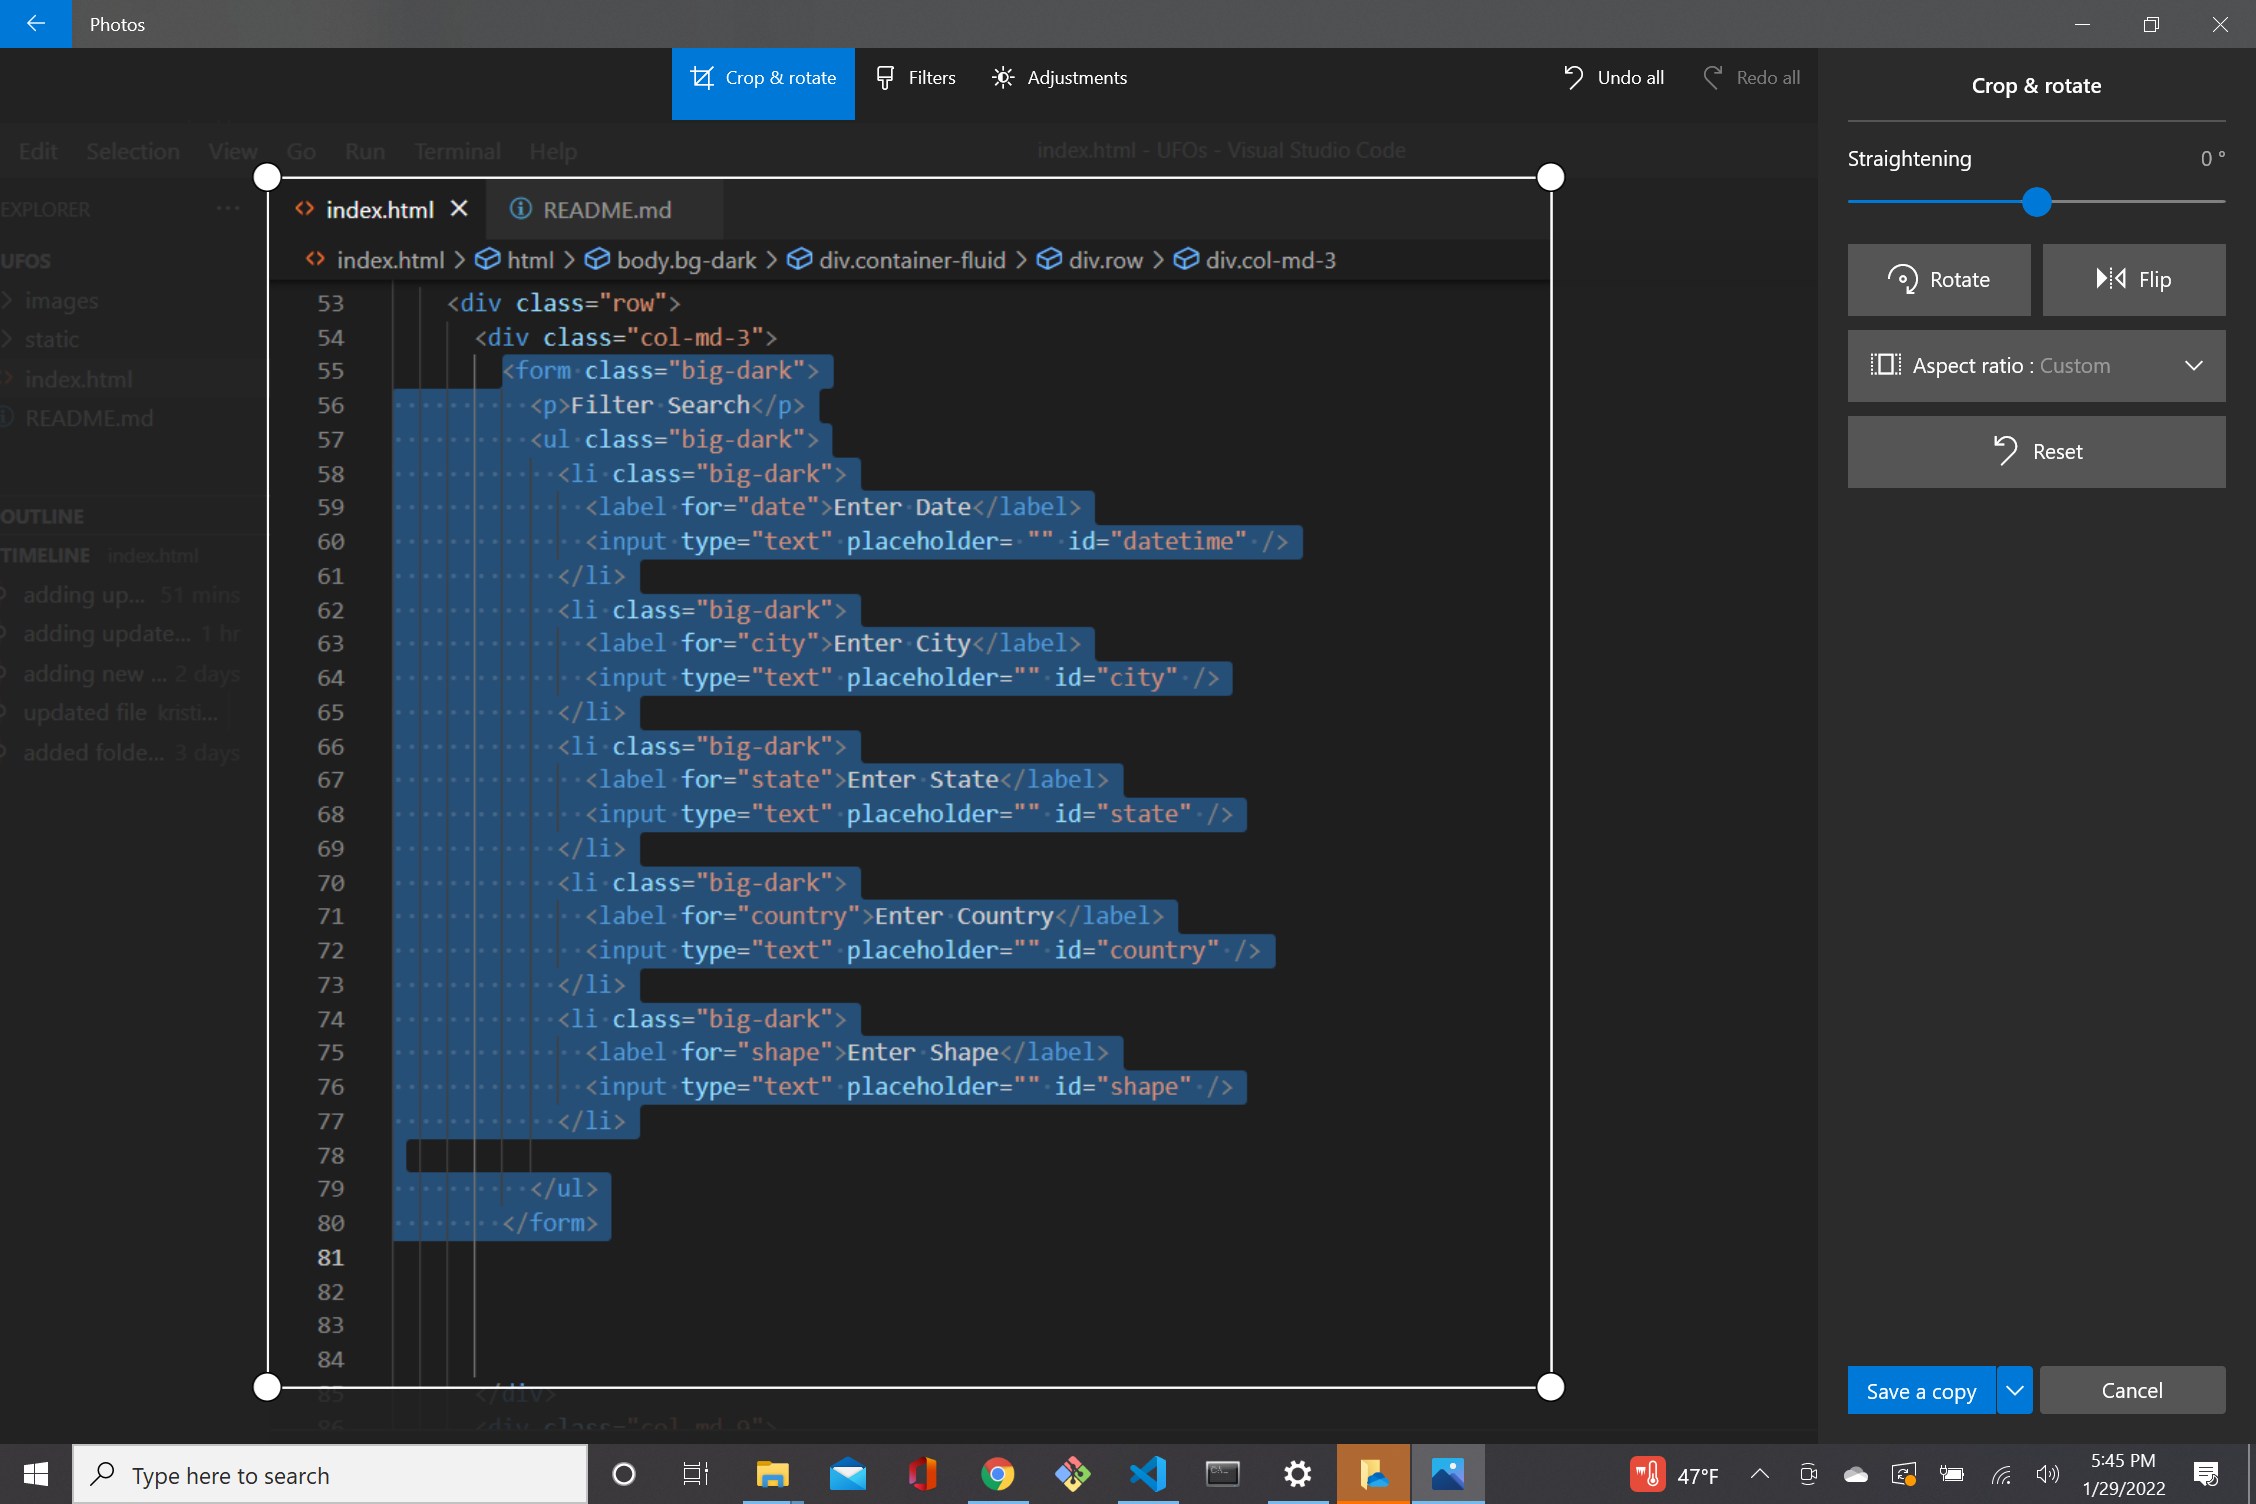 Photos
Crop & rotate
Filters
Adjustments
Undo all
Redo all
Crop & rotate
Edit Selection View Go Run Terminal Help
index.html - UFOs - Visual Studio Code
Straightening 0 °
Rotate
Flip
Aspect ratio : Custom
Reset
EXPLORER ...
UFOS
images
static
index.html
README.md
OUTLINE
TIMELINE index.html
adding up... 51 mins
adding update... 1 hr
adding new ... 2 days
updated file kristi...
added folde... 3 days
index.html README.md
index.html > html > body.bg-dark > div.container-fluid > div.row > div.col-md-3
53 <div class="row">
54 <div class="col-md-3">
55 <form class="big-dark">
56 <p>Filter Search</p>
57 <ul class="big-dark">
58 <li class="big-dark">
59 <label for="date">Enter Date</label>
60 <input type="text" placeholder= "" id="datetime" />
61 </li>
62 <li class="big-dark">
63 <label for="city">Enter City</label>
64 <input type="text" placeholder="" id="city" />
65 </li>
66 <li class="big-dark">
67 <label for="state">Enter State</label>
68 <input type="text" placeholder="" id="state" />
69 </li>
70 <li class="big-dark">
71 <label for="country">Enter Country</label>
72 <input type="text" placeholder="" id="country" />
73 </li>
74 <li class="big-dark">
75 <label for="shape">Enter Shape</label>
76 <input type="text" placeholder="" id="shape" />
77 </li>
78
79 </ul>
80 </form>
81
82
83
84
85 </div>
86 <div class="col-md-9">
Save a copy
Cancel
Type here to search
47°F
5:45 PM
1/29/2022